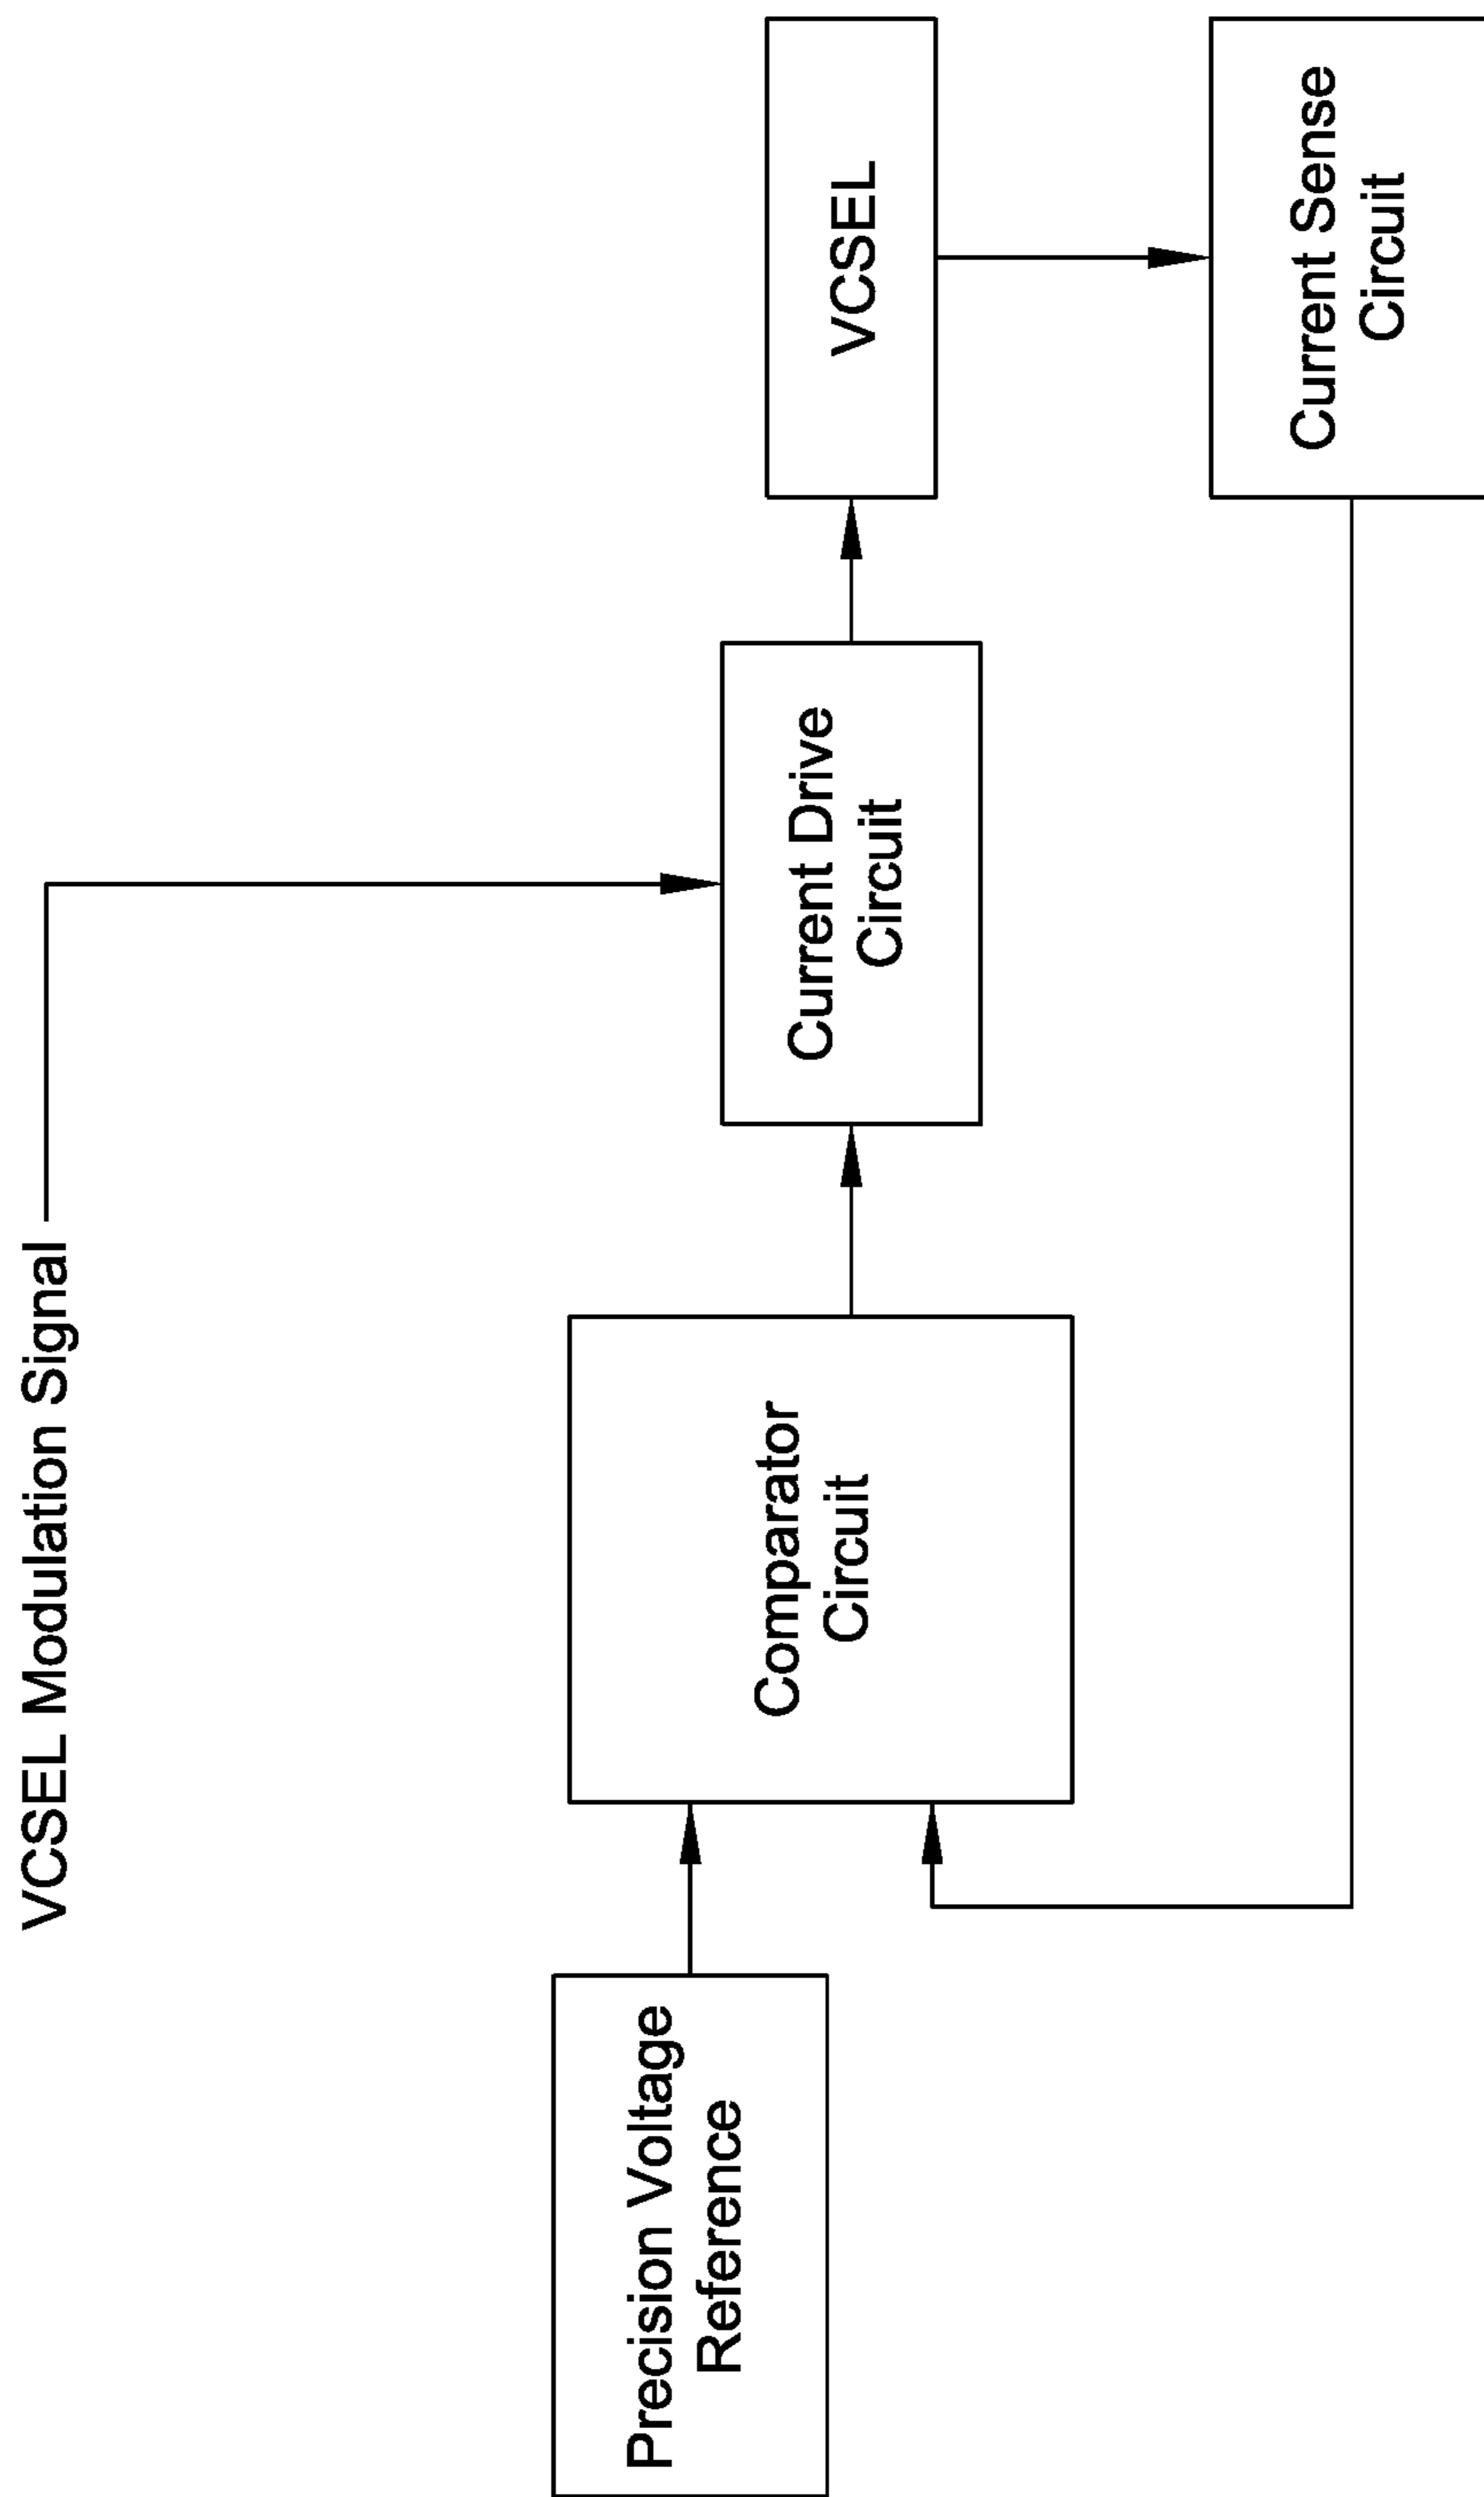 VCSEL Modulation Signal
Precision Voltage
Reference
Comparator
Circuit
Current Drive
Circuit
VCSEL
Current Sense
Circuit